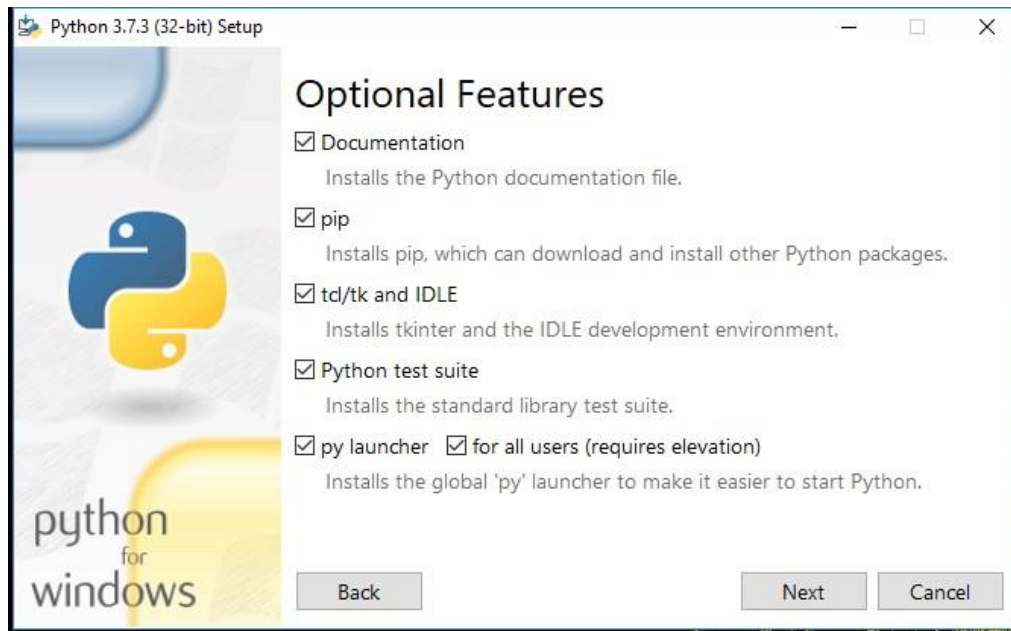 Python 3.7.3 (32-bit) Setup
Optional Features
Documentation
Installs the Python documentation file.
pip
Installs pip, which can download and install other Python packages.
tcl/tk and IDLE
Installs tkinter and the IDLE development environment.
Python test suite
Installs the standard library test suite.
py launcher for all users (requires elevation)
Installs the global 'py' launcher to make it easier to start Python.
python
for
windows
Back Next Cancel